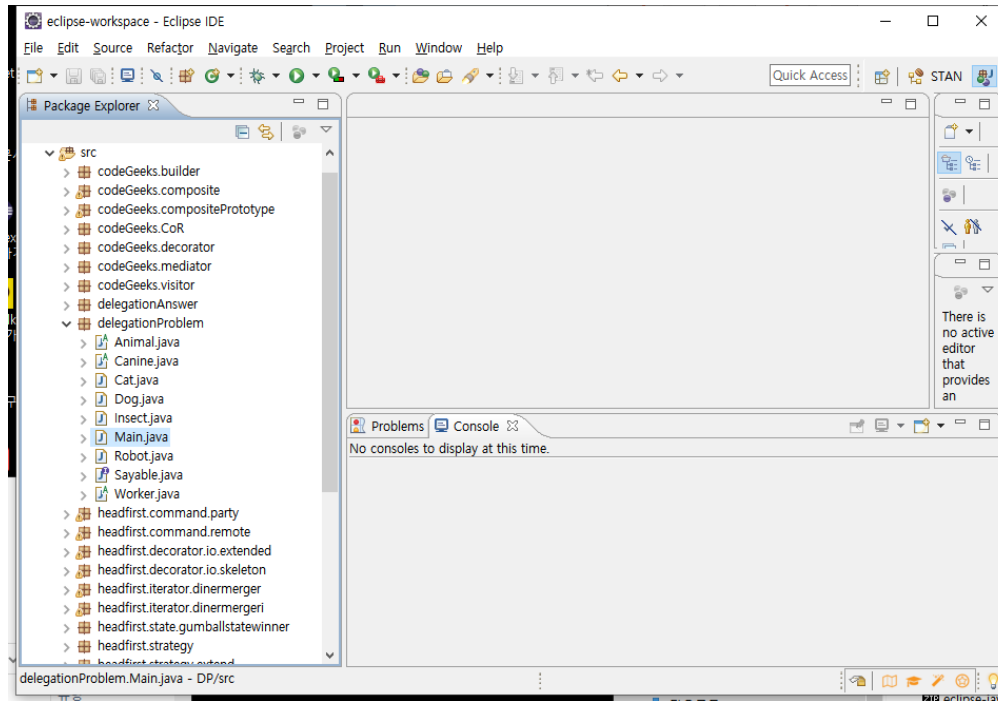 eclipse-workspace - Eclipse IDE
File Edit Source Refactor Navigate Search Project Run Window Help
Quick Access
STAN
Package Explorer
src
codeGeeks.builder
codeGeeks.composite
codeGeeks.compositePrototype
codeGeeks.CoR
codeGeeks.decorator
codeGeeks.mediator
codeGeeks.visitor
delegationAnswer
delegationProblem
Animal.java
Canine.java
Cat.java
Dog.java
Insect.java
Main.java
Robot.java
Sayable.java
Worker.java
headfirst.command.party
headfirst.command.remote
headfirst.decorator.io.extended
headfirst.decorator.io.skeleton
headfirst.iterator.dinermerger
headfirst.iterator.dinermergeri
headfirst.state.gumballstatewinner
headfirst.strategy
headfirst.strategy.extend
There is
no active
editor
that
provides
an
Problems Console
No consoles to display at this time.
delegationProblem.Main.java - DP/src